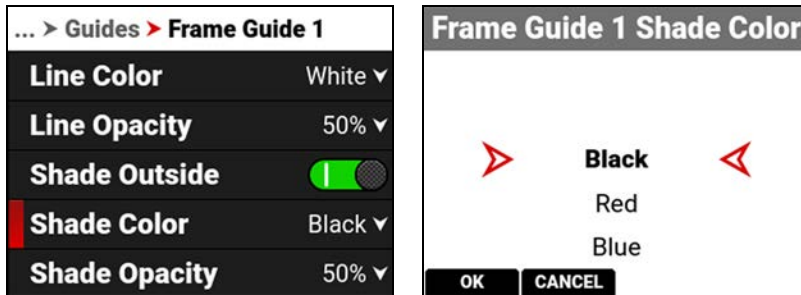 ... > Guides > Frame Guide 1
Line Color White
Line Opacity 50%
Shade Outside
Shade Color Black
Shade Opacity 50%
Frame Guide 1 Shade Color
Black
Red
Blue
OK CANCEL